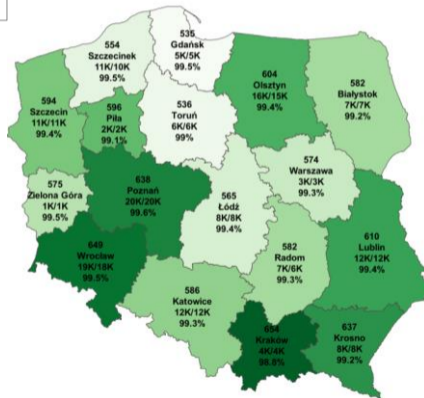 535
Gdańsk
5K/5K
99.5%
554
Szczecinek
11K/10K
99.5%
604
Olsztyn
16K/15K
99.4%
582
Białystok
7K/7K
99.2%
594
Szczecin
11K/11K
99.4%
596
Piła
2K/2K
99.1%
536
Toruń
6K/6K
99%
574
Warszawa
3K/3K
99.3%
575
Zielona Góra
1K/1K
99.5%
638
Poznań
20K/20K
99.6%
565
Łódź
8K/8K
99.4%
610
Lublin
12K/12K
99.4%
649
Wrocław
19K/18K
99.5%
582
Radom
7K/6K
99.3%
586
Katowice
12K/12K
99.3%
654
Kraków
4K/4K
98.8%
637
Krosno
8K/8K
99.2%